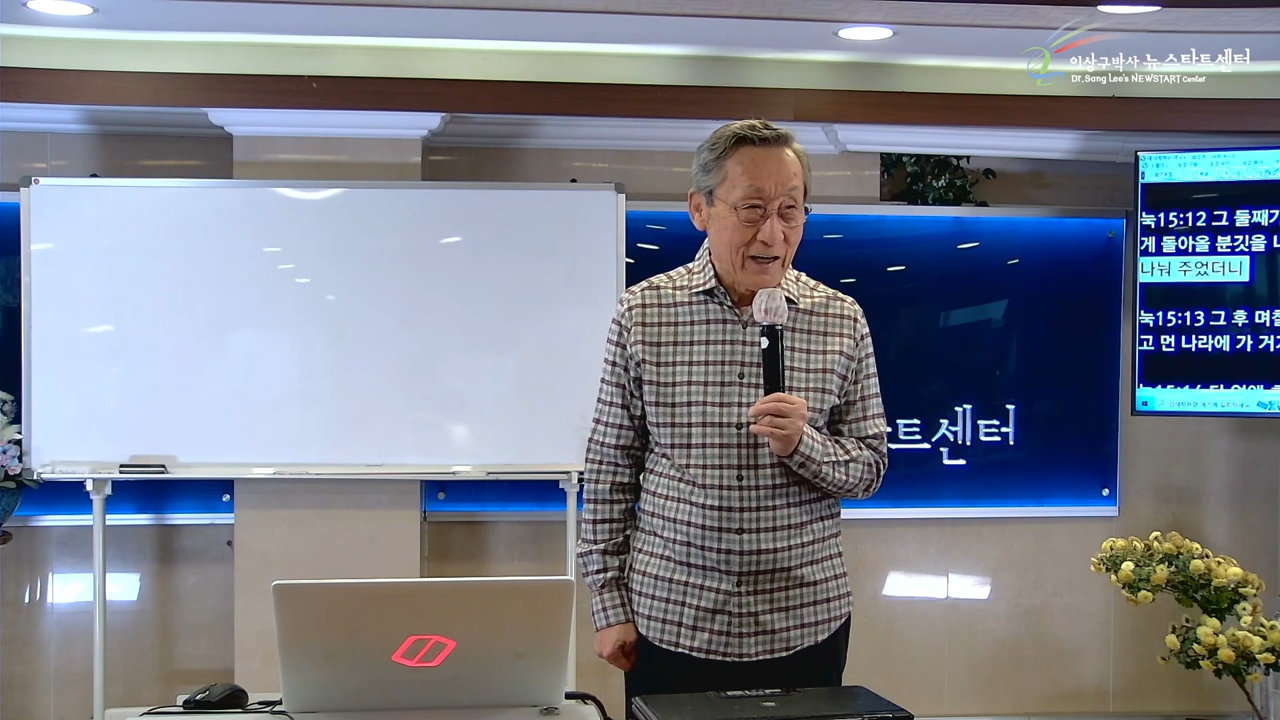 이상구박사 뉴스타트센터
Dr.Sang Lee's NEWSTART Center
눅15:12 그 둘째가
게 돌아올 분깃을 나
나눠 주었더니
눅15:13 그 후 며칠
고 먼 나라에 가 거기
트센터